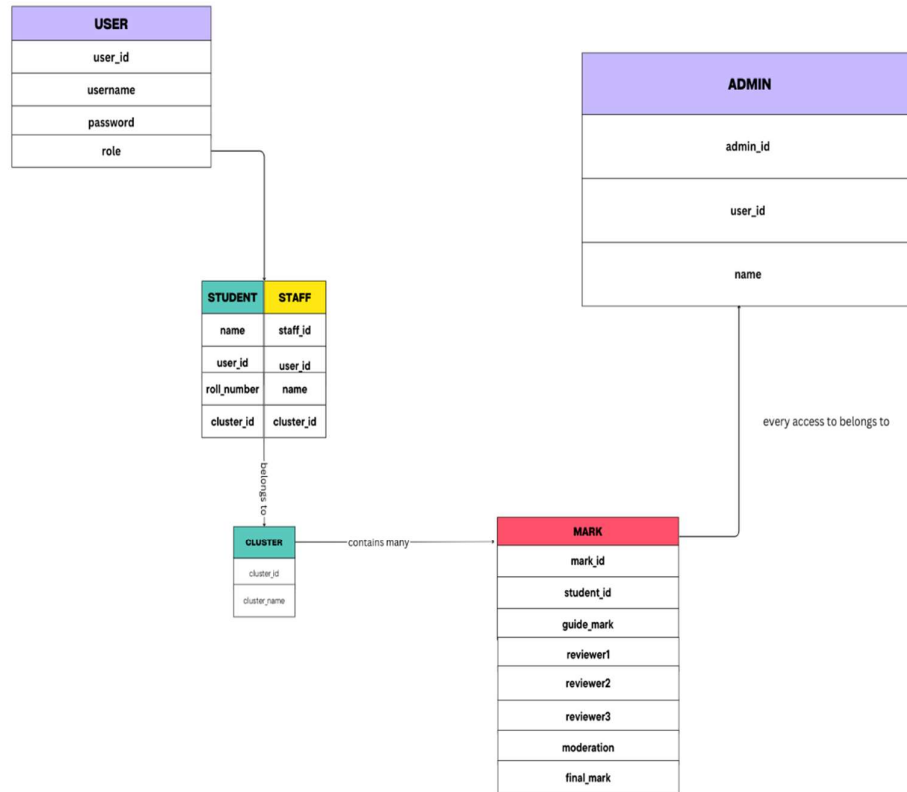 USER
user_id
username
password
role
ADMIN
admin_id
user_id
name
STUDENT STAFF
name staff_id
user_id user_id
roll_number name
cluster_id cluster_id
every access to belongs to
belongs to
CLUSTER
cluster_id
cluster_name
contains many
MARK
mark_id
student_id
guide_mark
reviewer1
reviewer2
reviewer3
moderation
final_mark